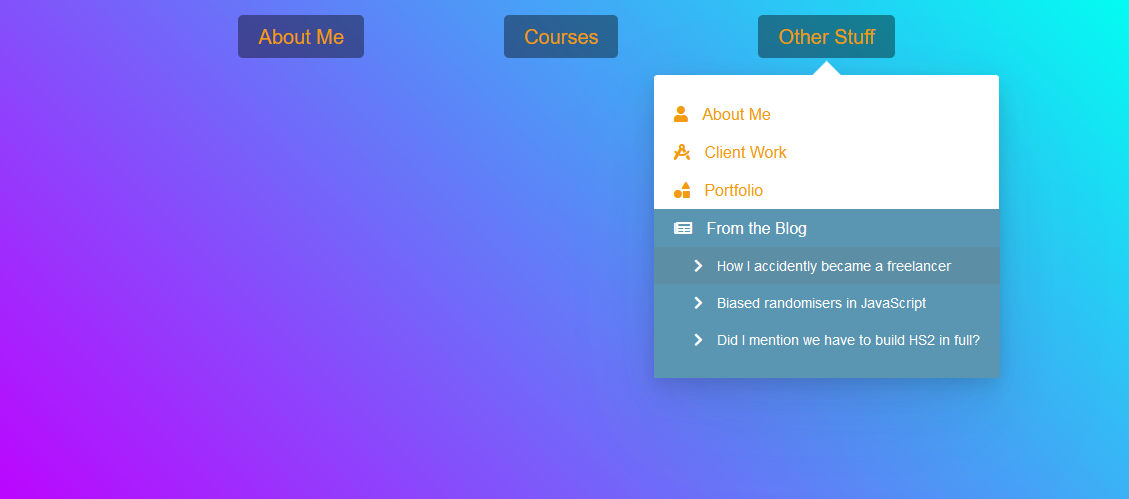 About Me
Courses
Other Stuff
About Me
Client Work
Portfolio
From the Blog
How I accidently became a freelancer
Biased randomisers in JavaScript
Did I mention we have to build HS2 in full?